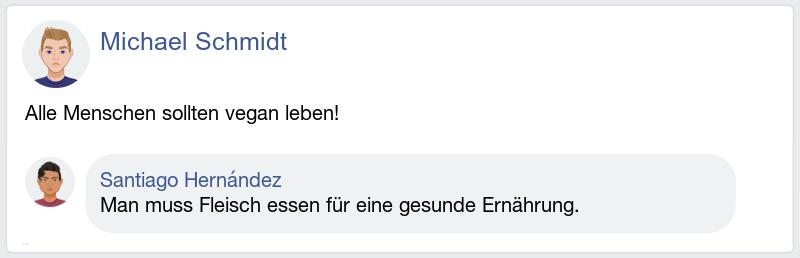 Michael Schmidt
Alle Menschen sollten vegan leben!
Santiago Hernández
Man muss Fleisch essen für eine gesunde Ernährung.